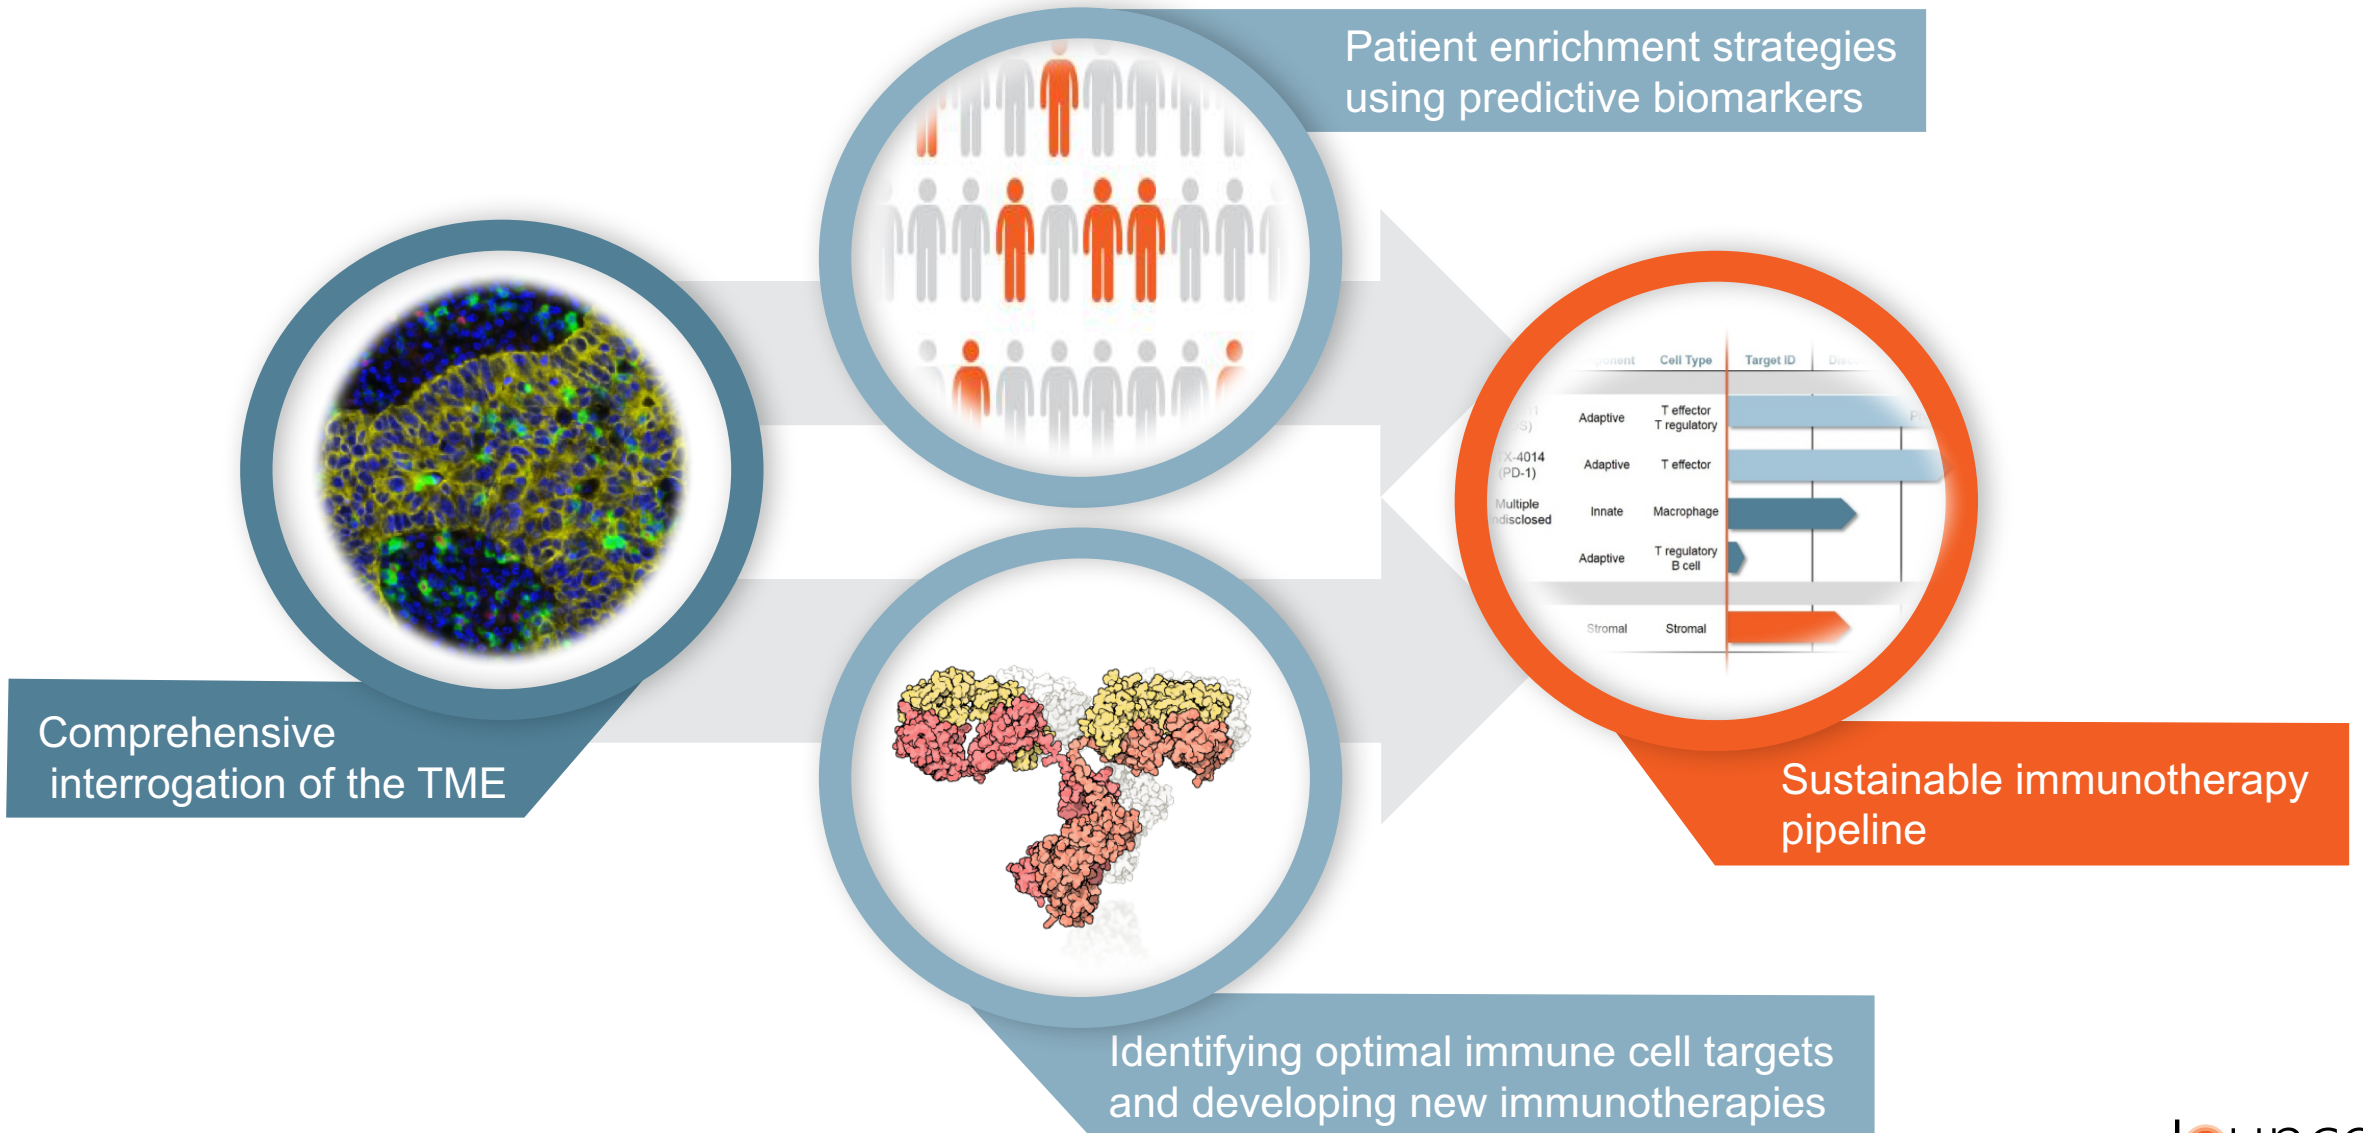 Patient enrichment strategies
using predictive biomarkers
Cell Type Target ID
Adaptive T effector
T regulatory
X-4014
(PD-1) Adaptive T effector
Multiple
Innate Macrophage
Adaptive T regulatory
B cell
Stromal Stromal
Comprehensive
interrogation of the TME
Sustainable immunotherapy
pipeline
Identifying optimal immune cell targets
and developing new immunotherapies